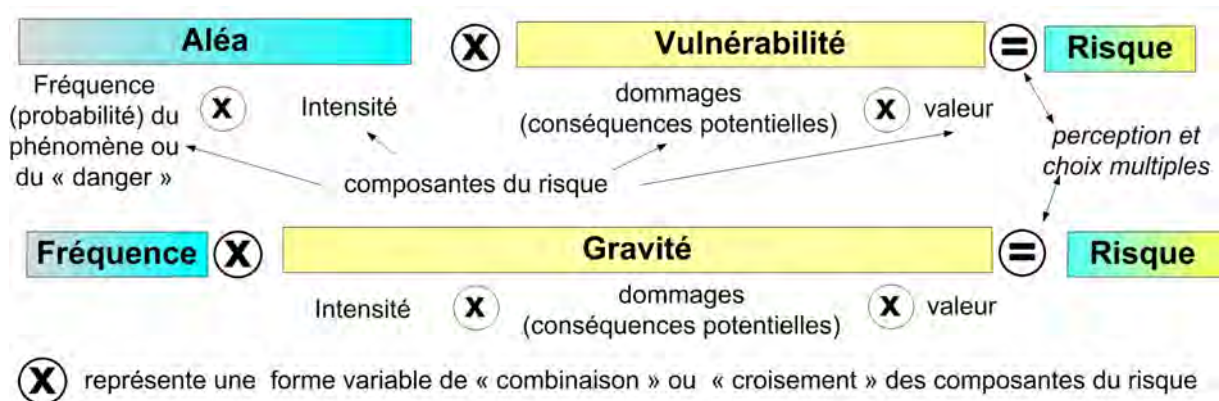 Aléa X Vulnérabilité = Risque
Fréquence
(probabilité) du
phénomène ou
du « danger »
X
Intensité
dommages
(conséquences potentielles)
X
valeur
composantes du risque
perception et
choix multiples
Fréquence X Gravité = Risque
Intensité
X
dommages
(conséquences potentielles)
X
valeur
X représente une forme variable de « combinaison » ou « croisement » des composantes du risque